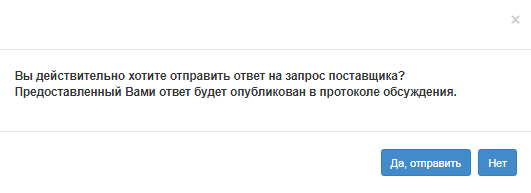 ×
Вы действительно хотите отправить ответ на запрос поставщика?
Предоставленный Вами ответ будет опубликован в протоколе обсуждения.
Да, отправить Нет